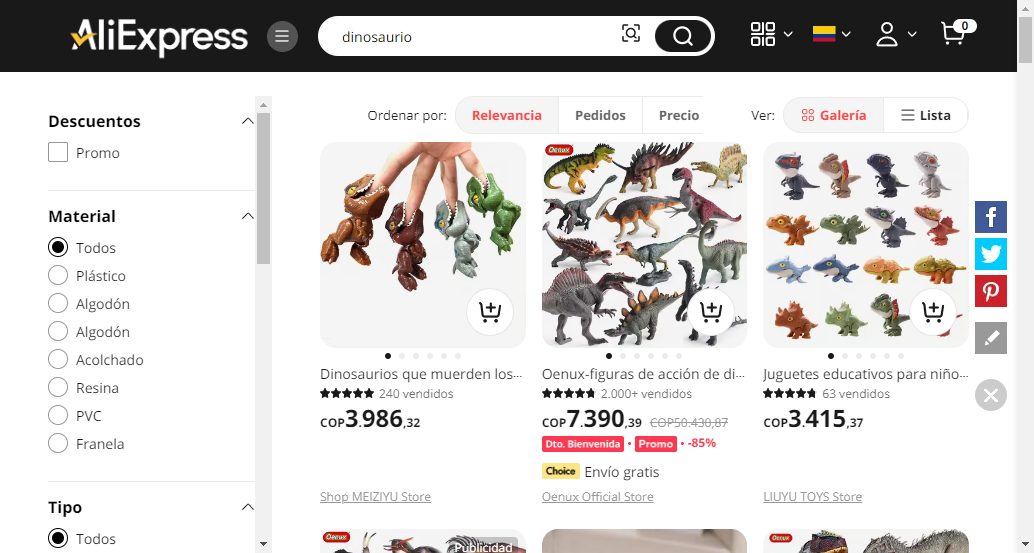 AliExpress
dinosaurio
0
Descuentos
Promo
Material
Todos
Plástico
Algodón
Algodón
Acolchado
Resina
PVC
Franela
Tipo
Todos
Ordenar por:
Relevancia
Pedidos
Precio
Ver:
Galería
Lista
Dinosaurios que muerden los...
240 vendidos
COP3.986,32
Shop MEIZIYU Store
Oenux
Oenux-figuras de acción de di...
2.000+ vendidos
COP7.390,39 COP50.430,87
Dto. Bienvenida • Promo • -85%
Choice Envío gratis
Oenux Official Store
Juguetes educativos para niño...
63 vendidos
COP3.415,37
LIUYU TOYS Store
Oenux
Publicidad
Oenux